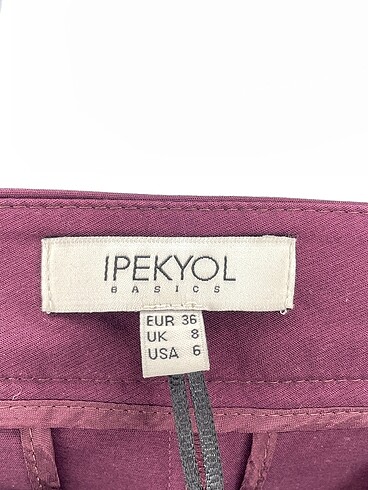 IPEKYOL
BASICS
EUR 36
UK 8
USA 6